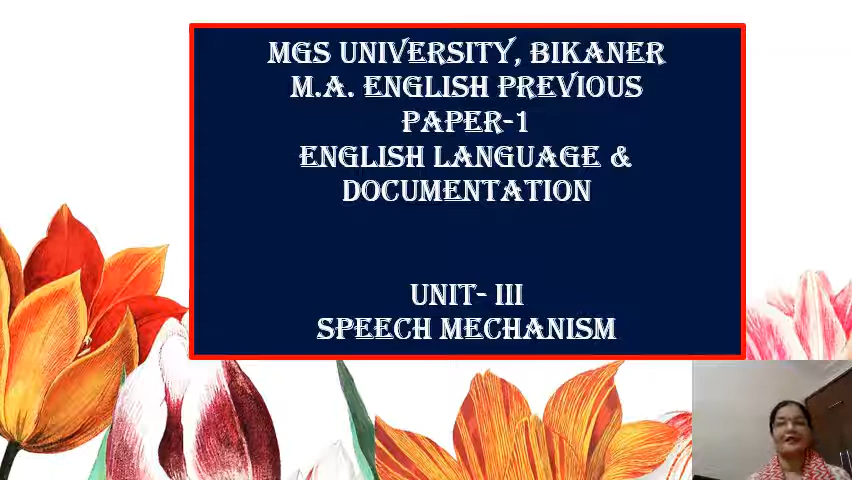 MGS UNIVERSITY, BIKANER
M.A. ENGLISH PREVIOUS
PAPER-1
ENGLISH LANGUAGE &
DOCUMENTATION
UNIT- III
SPEECH MECHANISM